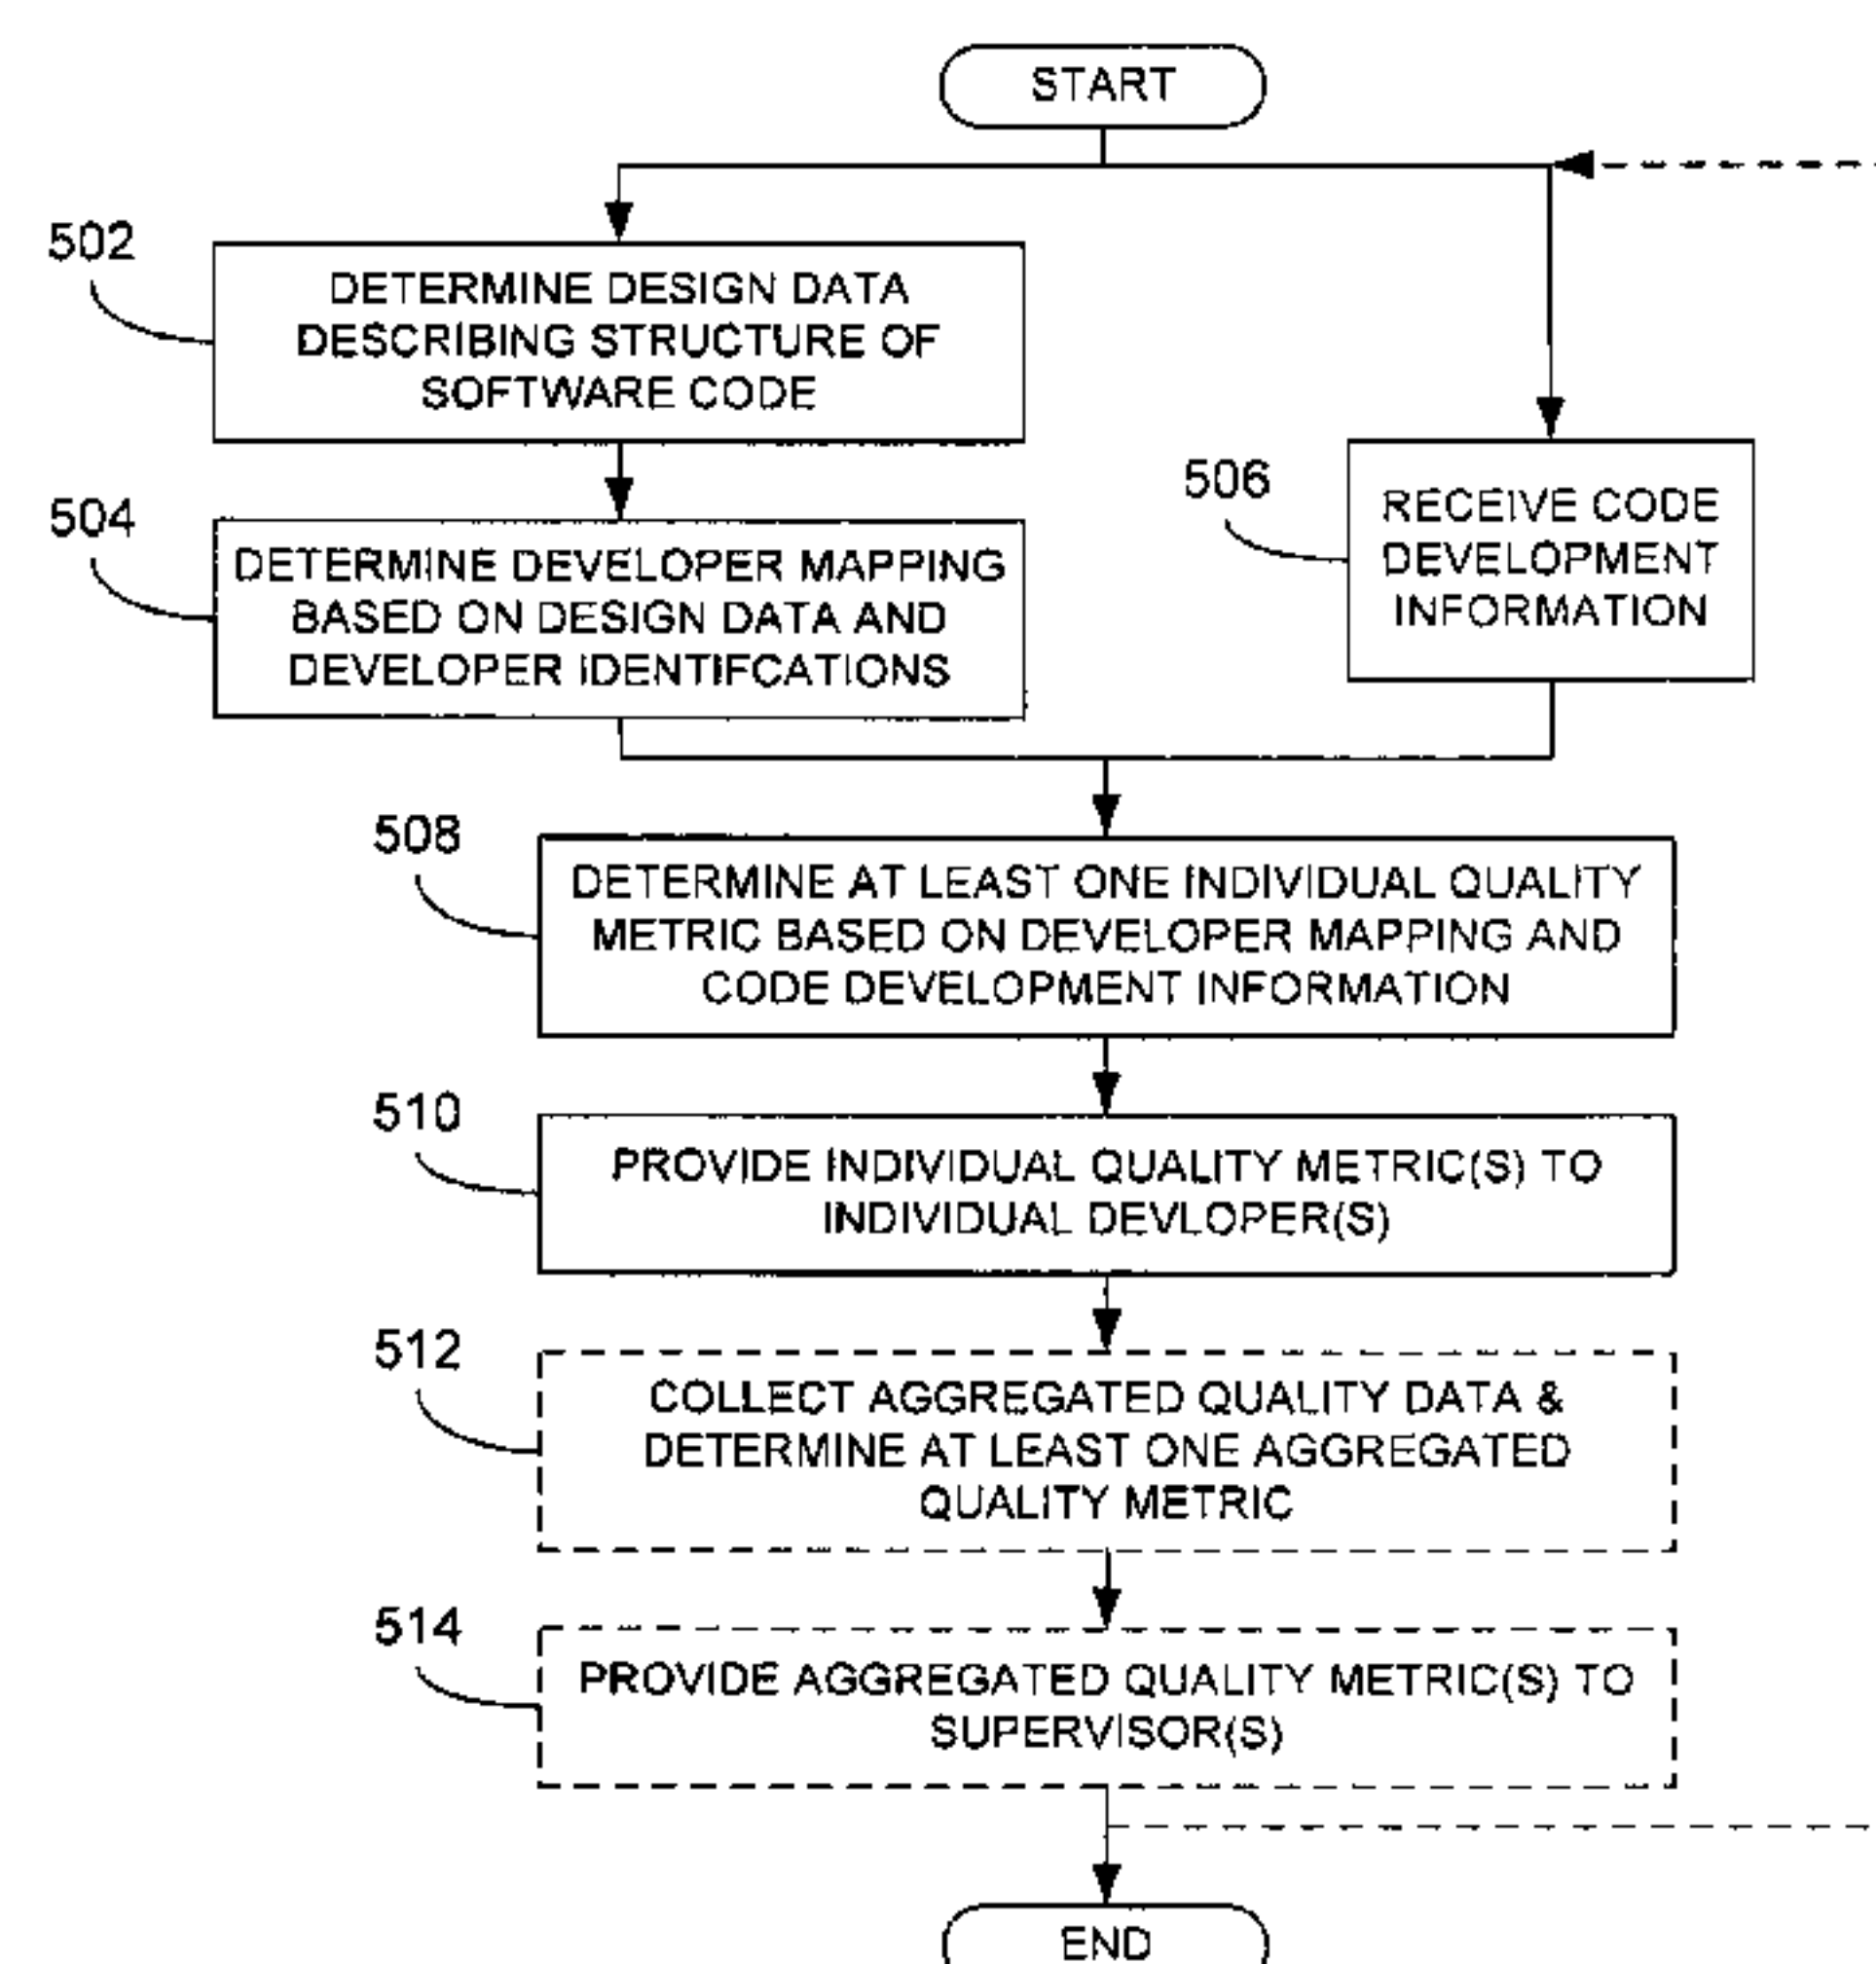 START
502
DETERMINE DESIGN DATA
DESCRIBING STRUCTURE OF
SOFTWARE CODE
504
DETERMINE DEVELOPER MAPPING
BASED ON DESIGN DATA AND
DEVELOPER IDENTIFCATIONS
506
RECEIVE CODE
DEVELOPMENT
INFORMATION
508
DETERMINE AT LEAST ONE INDIVIDUAL QUALITY
METRIC BASED ON DEVELOPER MAPPING AND
CODE DEVELOPMENT INFORMATION
510
PROVIDE INDIVIDUAL QUALITY METRIC(S) TO
INDIVIDUAL DEVLOPER(S)
512
COLLECT AGGREGATED QUALITY DATA &
DETERMINE AT LEAST ONE AGGREGATED
QUALITY METRIC
514
PROVIDE AGGREGATED QUALITY METRIC(S) TO
SUPERVISOR(S)
END